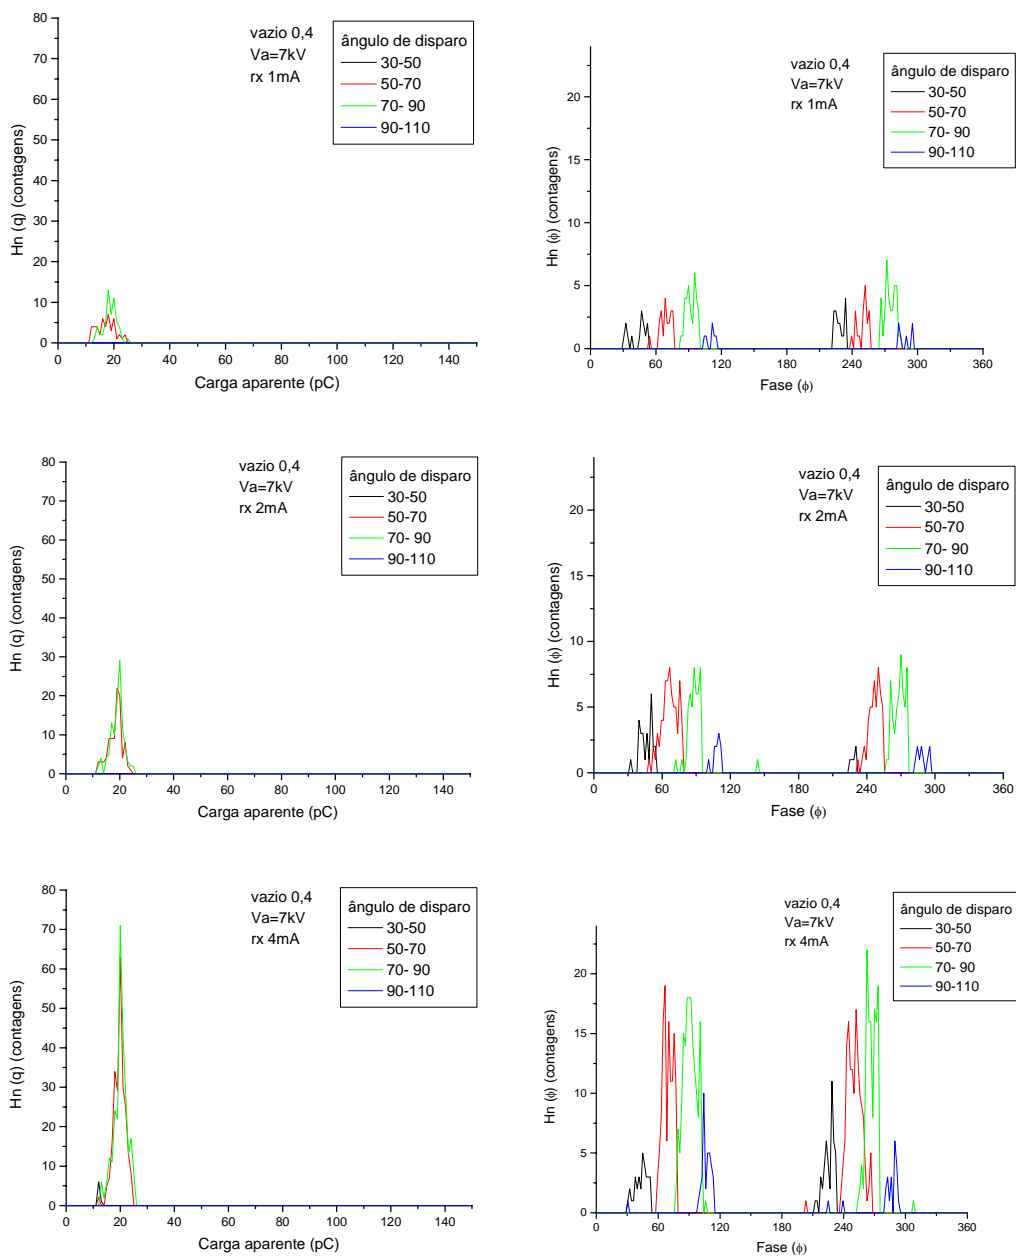 vazio 0,4
Va=7kV
rx 1mA
ângulo de disparo
30-50
50-70
70- 90
90-110
80
70
60
50
40
30
20
10
0
Hn (q) (contagens)
0 20 40 60 80 100 120 140
Carga aparente (pC)
vazio 0,4
Va=7kV
rx 1mA
ângulo de disparo
30-50
50-70
70- 90
90-110
20
15
10
5
0
Hn (ϕ) (contagens)
0 60 120 180 240 300 360
Fase (ϕ)
vazio 0,4
Va=7kV
rx 2mA
ângulo de disparo
30-50
50-70
70- 90
90-110
80
70
60
50
40
30
20
10
0
Hn (q) (contagens)
0 20 40 60 80 100 120 140
Carga aparente (pC)
vazio 0,4
Va=7kV
rx 2mA
ângulo de disparo
30-50
50-70
70- 90
90-110
20
15
10
5
0
Hn (ϕ) (contagens)
0 60 120 180 240 300 360
Fase (ϕ)
vazio 0,4
Va=7kV
rx 4mA
ângulo de disparo
30-50
50-70
70- 90
90-110
80
70
60
50
40
30
20
10
0
Hn (q) (contagens)
0 20 40 60 80 100 120 140
Carga aparente (pC)
vazio 0,4
Va=7kV
rx 4mA
ângulo de disparo
30-50
50-70
70- 90
90-110
20
15
10
5
0
Hn (ϕ) (contagens)
0 60 120 180 240 300 360
Fase (ϕ)